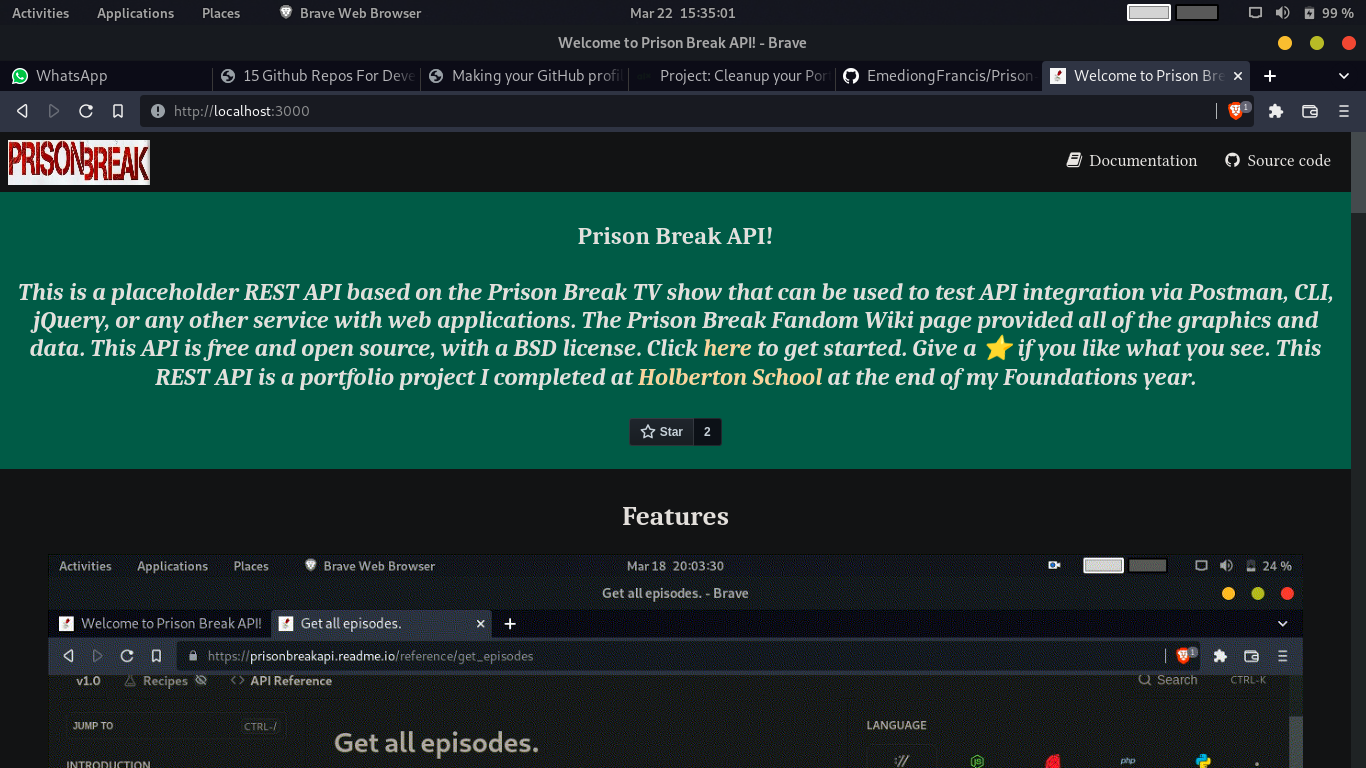 Activities Applications Places Brave Web Browser Mar 22 15:35:01 99 %
Welcome to Prison Break API! - Brave
WhatsApp 15 Github Repos For Deve Making your GitHub profil Project: Cleanup your Por EmediongFrancis/Prison Welcome to Prison Bre
http://localhost:3000 1
PRISON BREAK Documentation Source code
Prison Break API!
This is a placeholder REST API based on the Prison Break TV show that can be used to test API integration via Postman, CLI,
jQuery, or any other service with web applications. The Prison Break Fandom Wiki page provided all of the graphics and
data. This API is free and open source, with a BSD license. Click here to get started. Give a ⭐ if you like what you see. This
REST API is a portfolio project I completed at Holberton School at the end of my Foundations year.
Star 2
Features
Activities Applications Places Brave Web Browser Mar 18 20:03:30 24 %
Get all episodes. - Brave
Welcome to Prison Break API! Get all episodes.
https://prisonbreakapi.readme.io/reference/get_episodes 1
v1.0 Recipes <> API Reference Search CTRL-K
JUMP TO CTRL-/ LANGUAGE
Get all episodes.
INTRODUCTION php